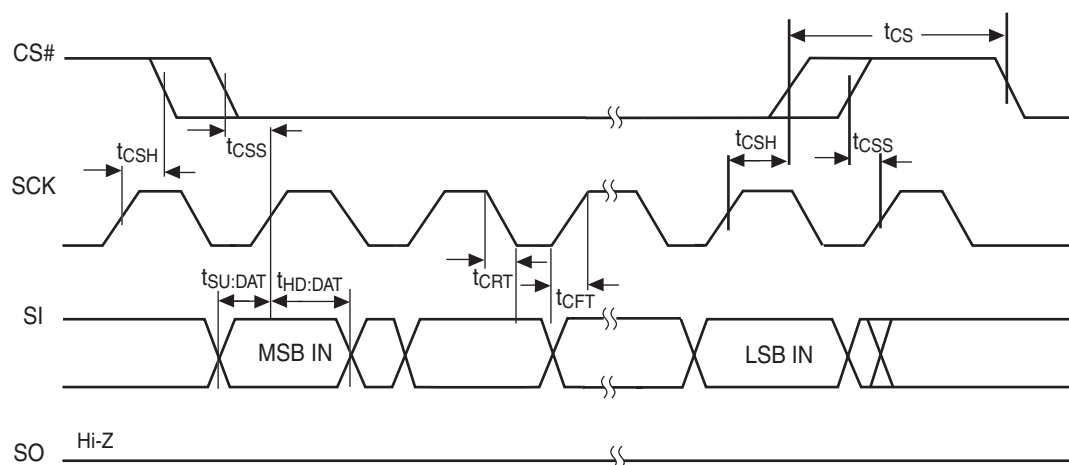 CS#
tCS
tCSH
tCSS
tCSH
tCSS
SCK
tSU:DAT
tHD:DAT
tCRT
tCFT
SI
MSB IN
LSB IN
SO
Hi-Z